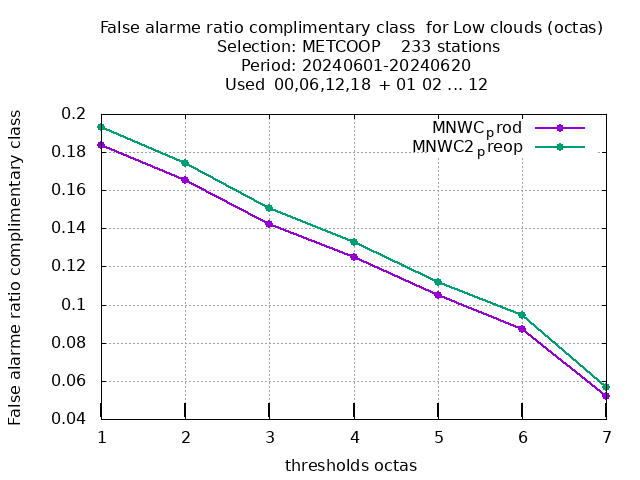 False alarme ratio complimentary class  for Low clouds (octas)
Selection: METCOOP    233 stations
Period: 20240601-20240620
Used  00,06,12,18  + 01 02 ... 12
False alarme ratio complimentary class
0.2
0.18
0.16
0.14
0.12
0.1
0.08
0.06
0.04
MNWCprod
MNWC2preop
1 2 3 4 5 6 7
thresholds octas